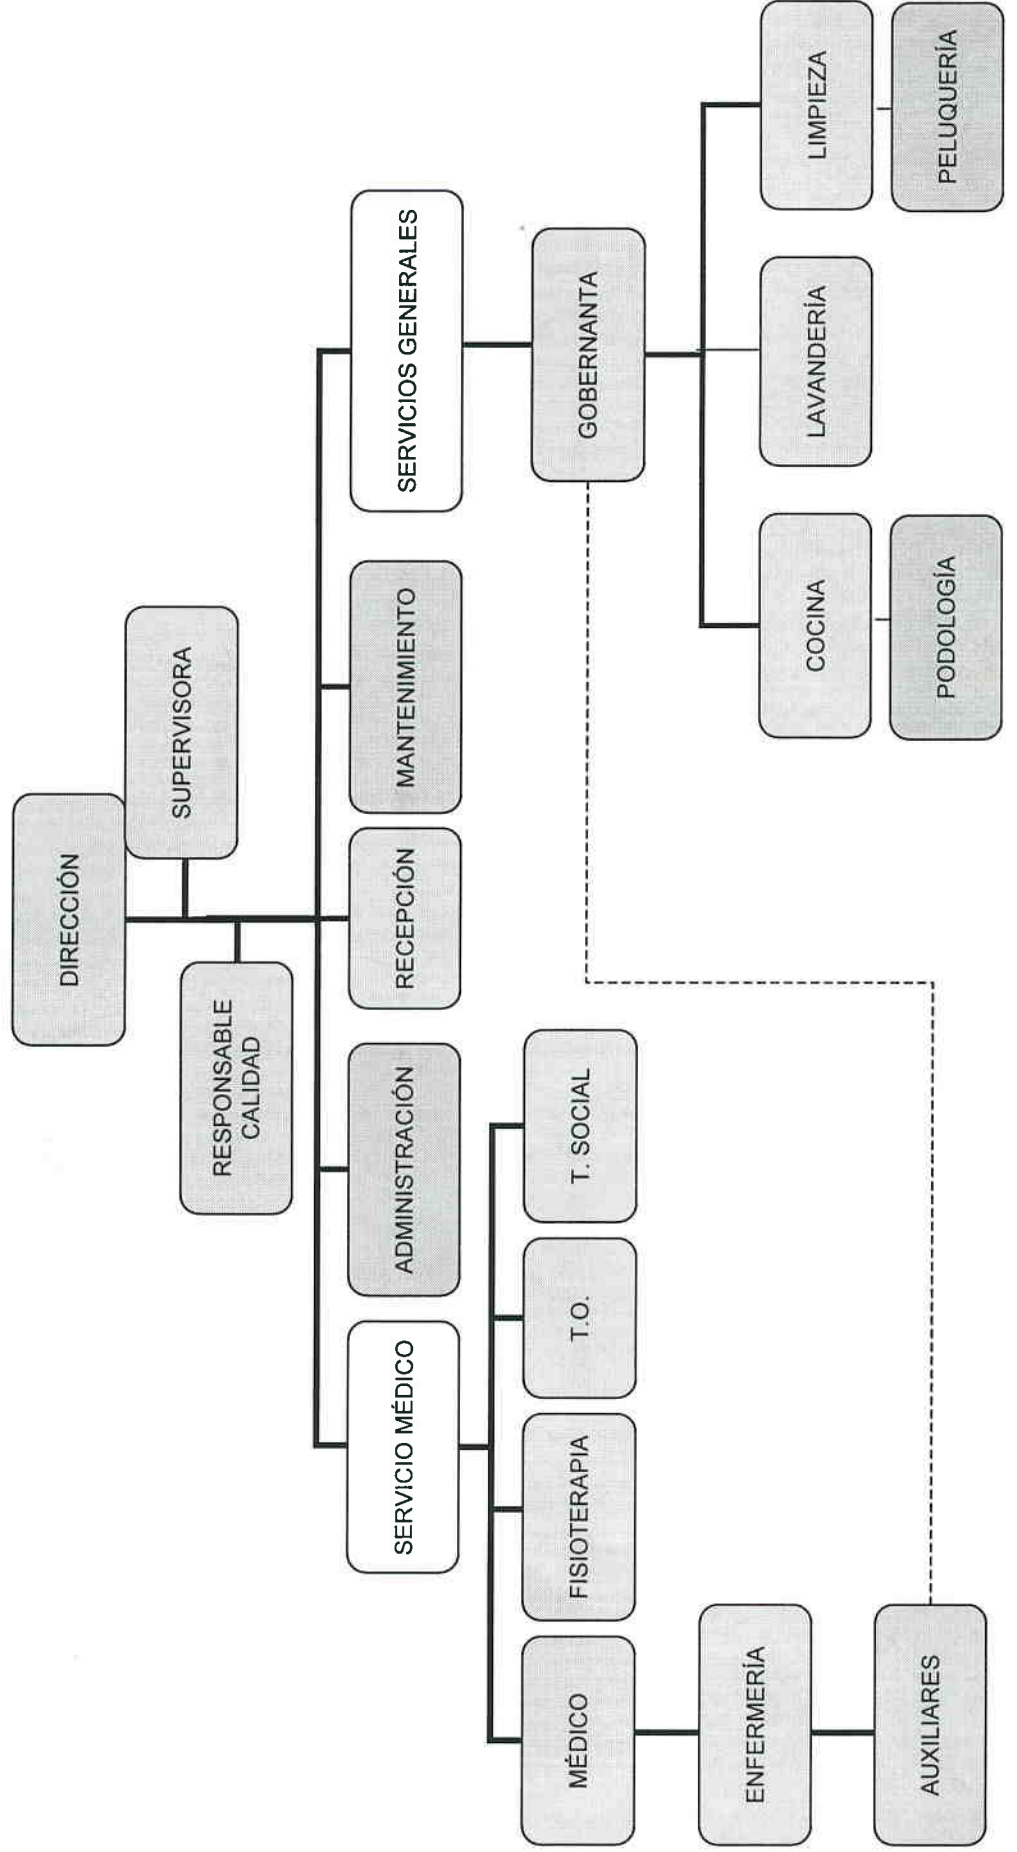 DIRECCIÓN
SUPERVISORA
RESPONSABLE
CALIDAD
SERVICIO MÉDICO
ADMINISTRACIÓN
RECEPCIÓN
MANTENIMIENTO
SERVICIOS GENERALES
MÉDICO
FISIOTERAPIA
T.O.
T. SOCIAL
GOBERNANTA
ENFERMERÍA
COCINA
LAVANDERÍA
LIMPIEZA
AUXILIARES
PODOLOGÍA
PELUQUERÍA